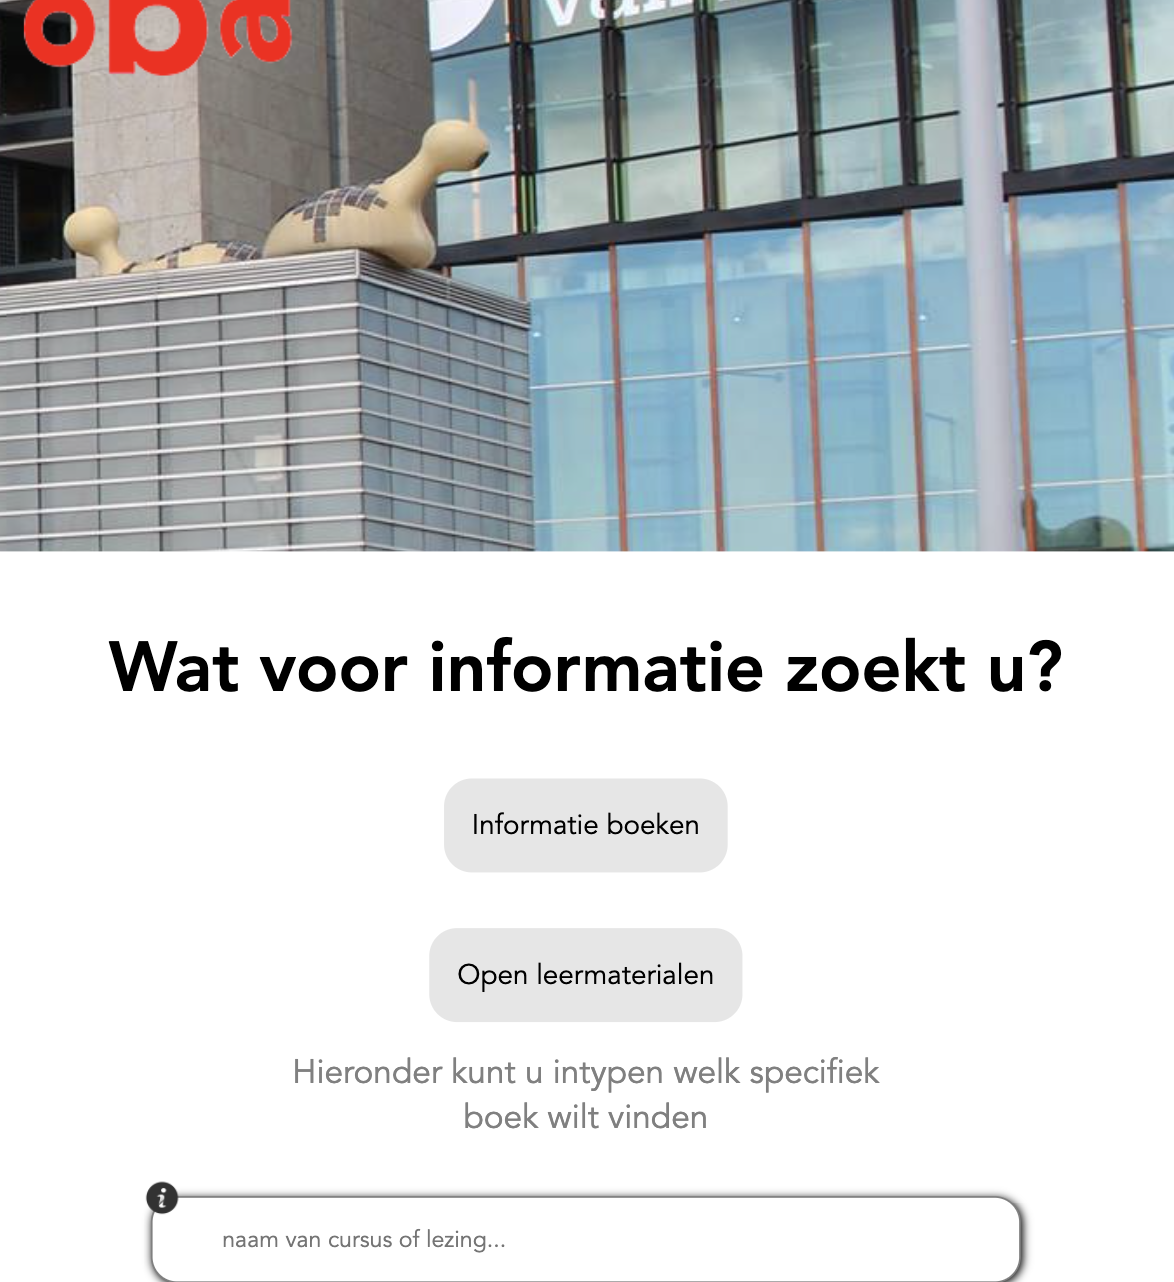 oba
Wat voor informatie zoekt u?
Informatie boeken
Open leermaterialen
Hieronder kunt u intypen welk specifiek
boek wilt vinden
i
naam van cursus of lezing...